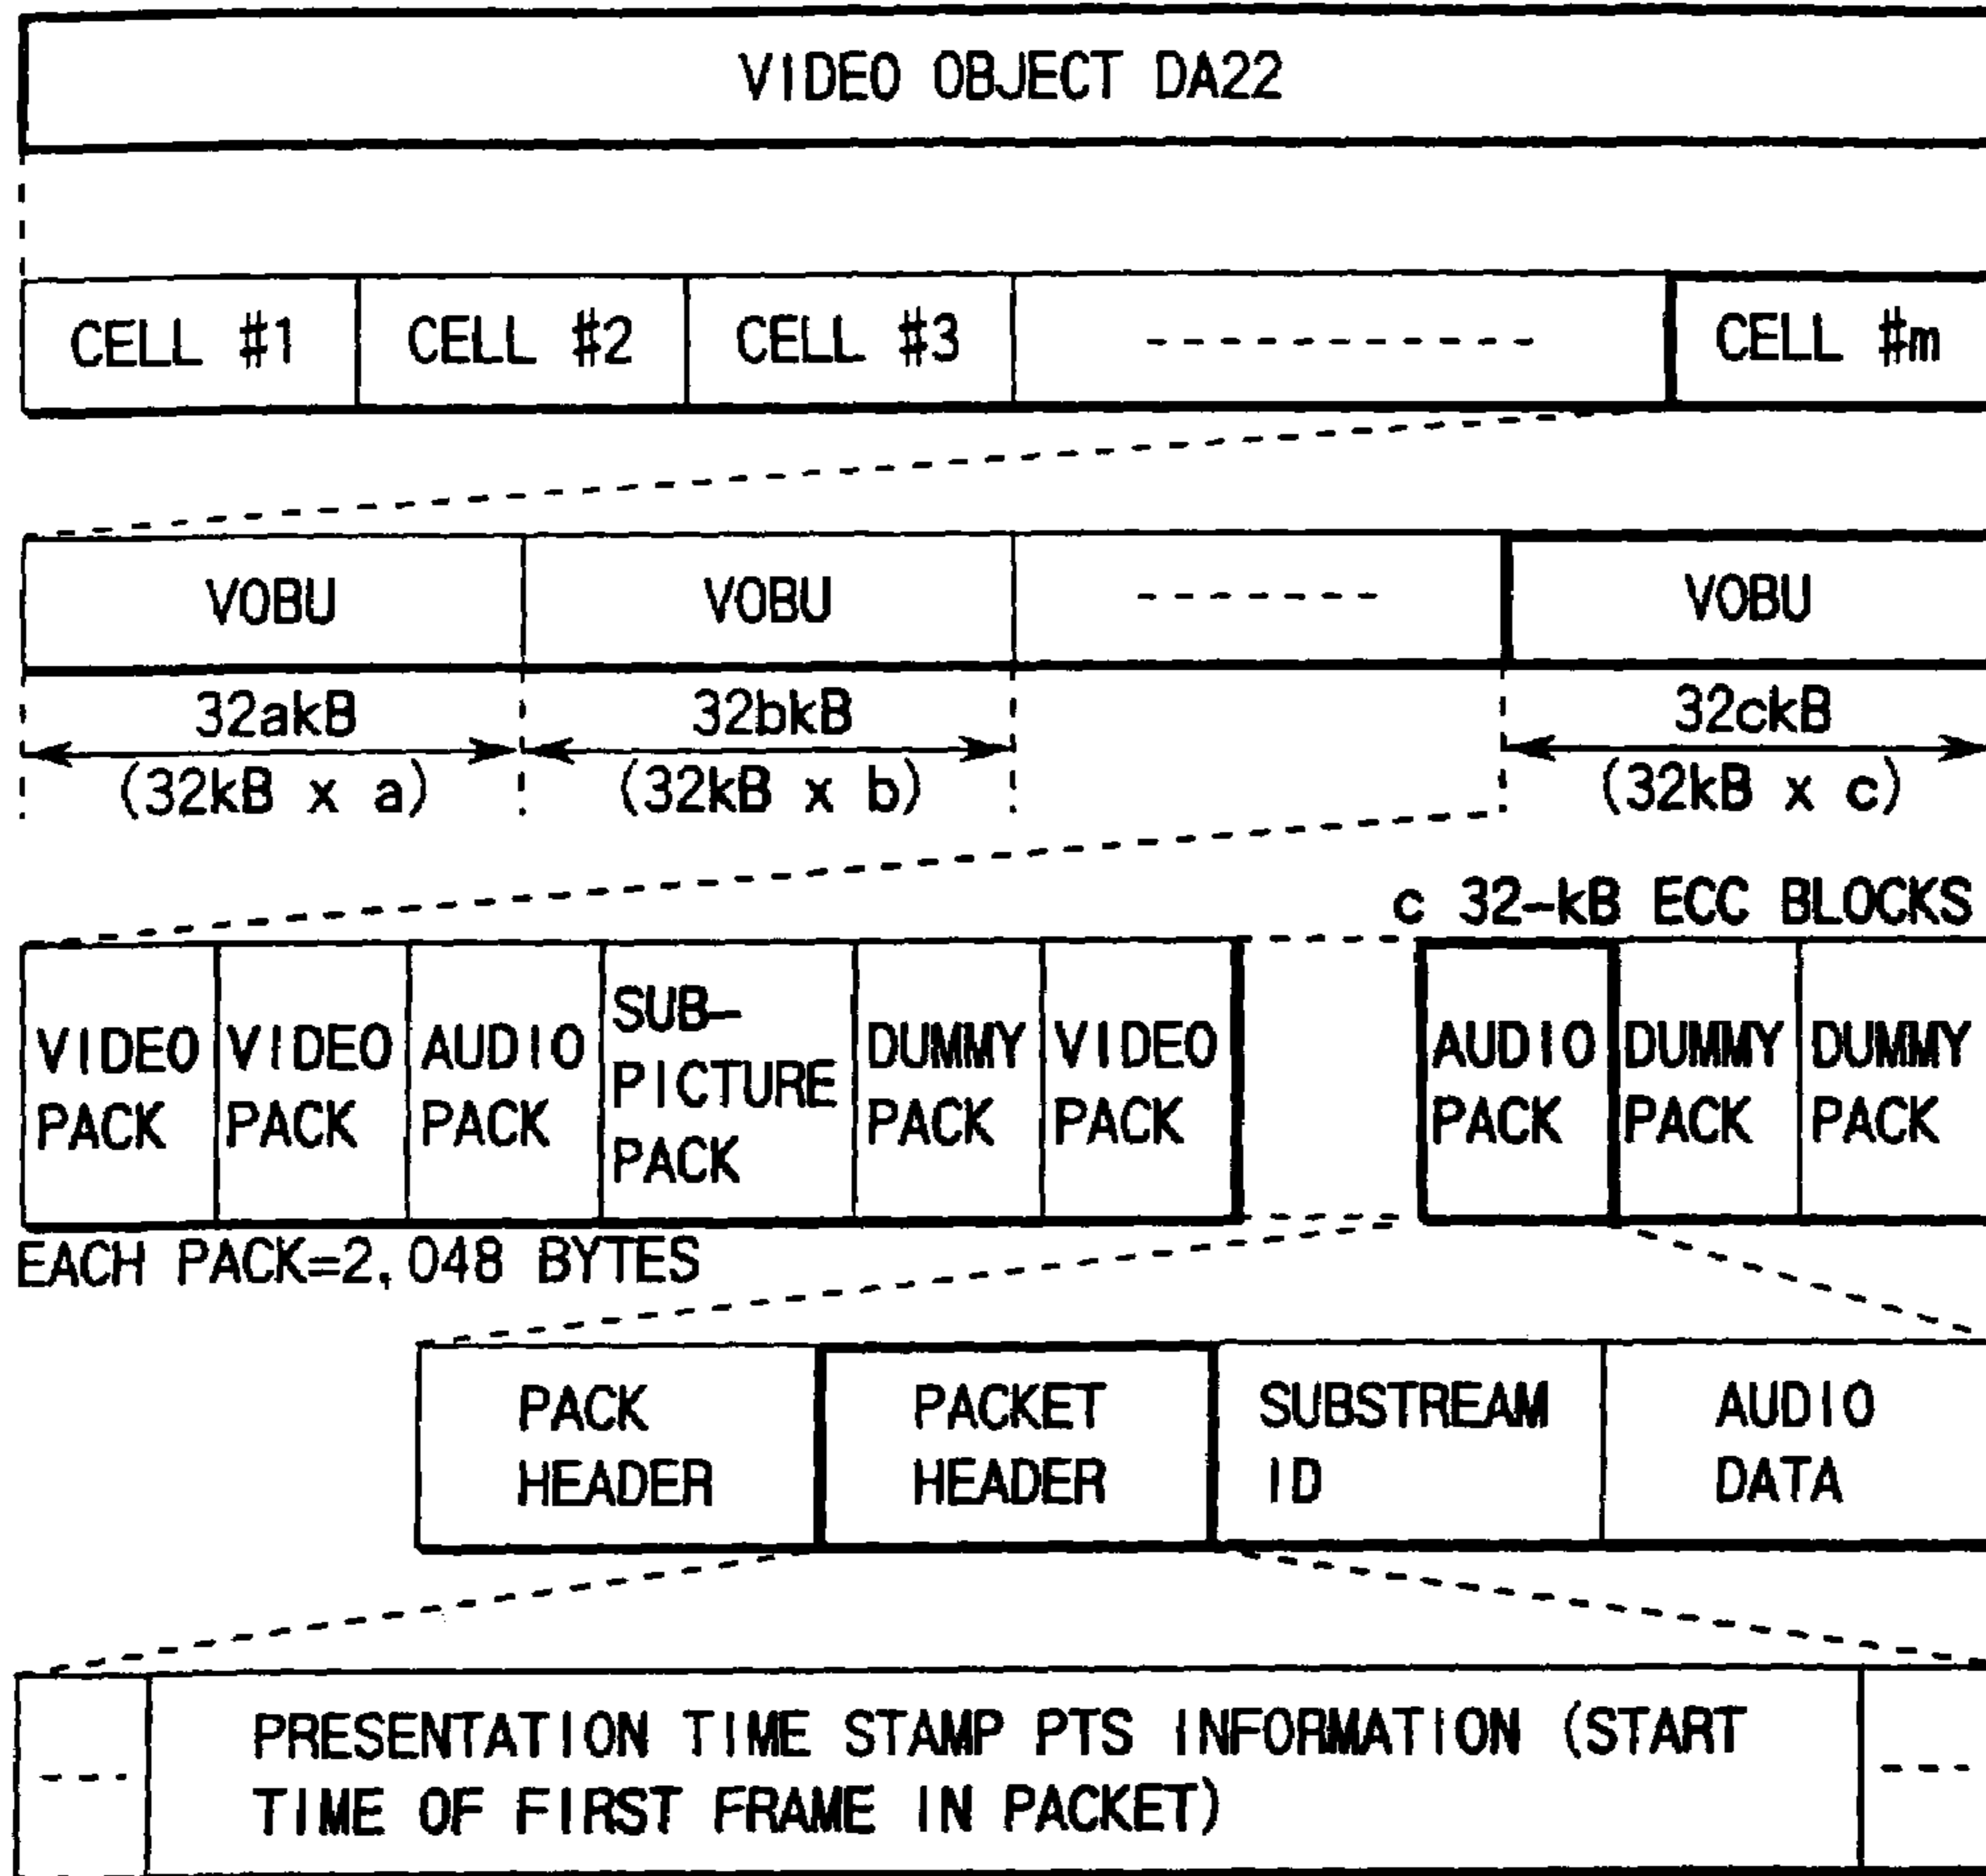 VIDEO OBJECT DA22
CELL #1 CELL #2 CELL #3 ----------- CELL #m
VOBU VOBU ------- VOBU
32akB 32bkB 32ckB
(32kB x a) (32kB x b) (32kB x c)
c 32-kB ECC BLOCKS
VIDEO PACK
VIDEO PACK
AUDIO PACK
SUB-
PICTURE
PACK
DUMMY PACK
VIDEO PACK
AUDIO PACK
DUMMY PACK
DUMMY PACK
EACH PACK=2,048 BYTES
PACK
HEADER
PACKET
HEADER
SUBSTREAM
ID
AUDIO
DATA
--- PRESENTATION TIME STAMP PTS INFORMATION (START
TIME OF FIRST FRAME IN PACKET) ---